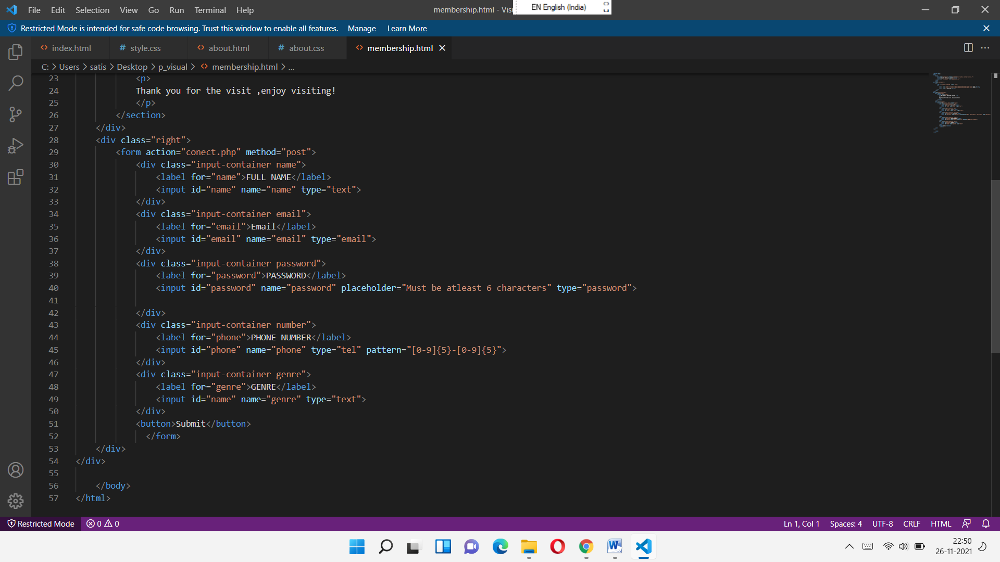 File Edit Selection View Go Run Terminal Help
membership.html - Vis
EN English (India)
Restricted Mode is intended for safe code browsing. Trust this window to enable all features. Manage Learn More
index.html # style.css about.html # about.css membership.html
C: > Users > satis > Desktop > p_visual > membership.html > ...
23 <p>
24 Thank you for the visit ,enjoy visiting!
25 </p>
26 </section>
27 </div>
28 <div class="right">
29 <form action="conect.php" method="post">
30 <div class="input-container name">
31 <label for="name">FULL NAME</label>
32 <input id="name" name="name" type="text">
33 </div>
34 <div class="input-container email">
35 <label for="email">Email</label>
36 <input id="email" name="email" type="email">
37 </div>
38 <div class="input-container password">
39 <label for="password">PASSWORD</label>
40 <input id="password" name="password" placeholder="Must be atleast 6 characters" type="password">
41
42 </div>
43 <div class="input-container number">
44 <label for="phone">PHONE NUMBER</label>
45 <input id="phone" name="phone" type="tel" pattern="[0-9]{5}-[0-9]{5}">
46 </div>
47 <div class="input-container genre">
48 <label for="genre">GENRE</label>
49 <input id="name" name="genre" type="text">
50 </div>
51 <button>Submit</button>
52 </form>
53 </div>
54 </div>
55
56 </body>
57 </html>
Restricted Mode 0 0 Ln 1, Col 1 Spaces: 4 UTF-8 CRLF HTML
22:50
26-11-2021